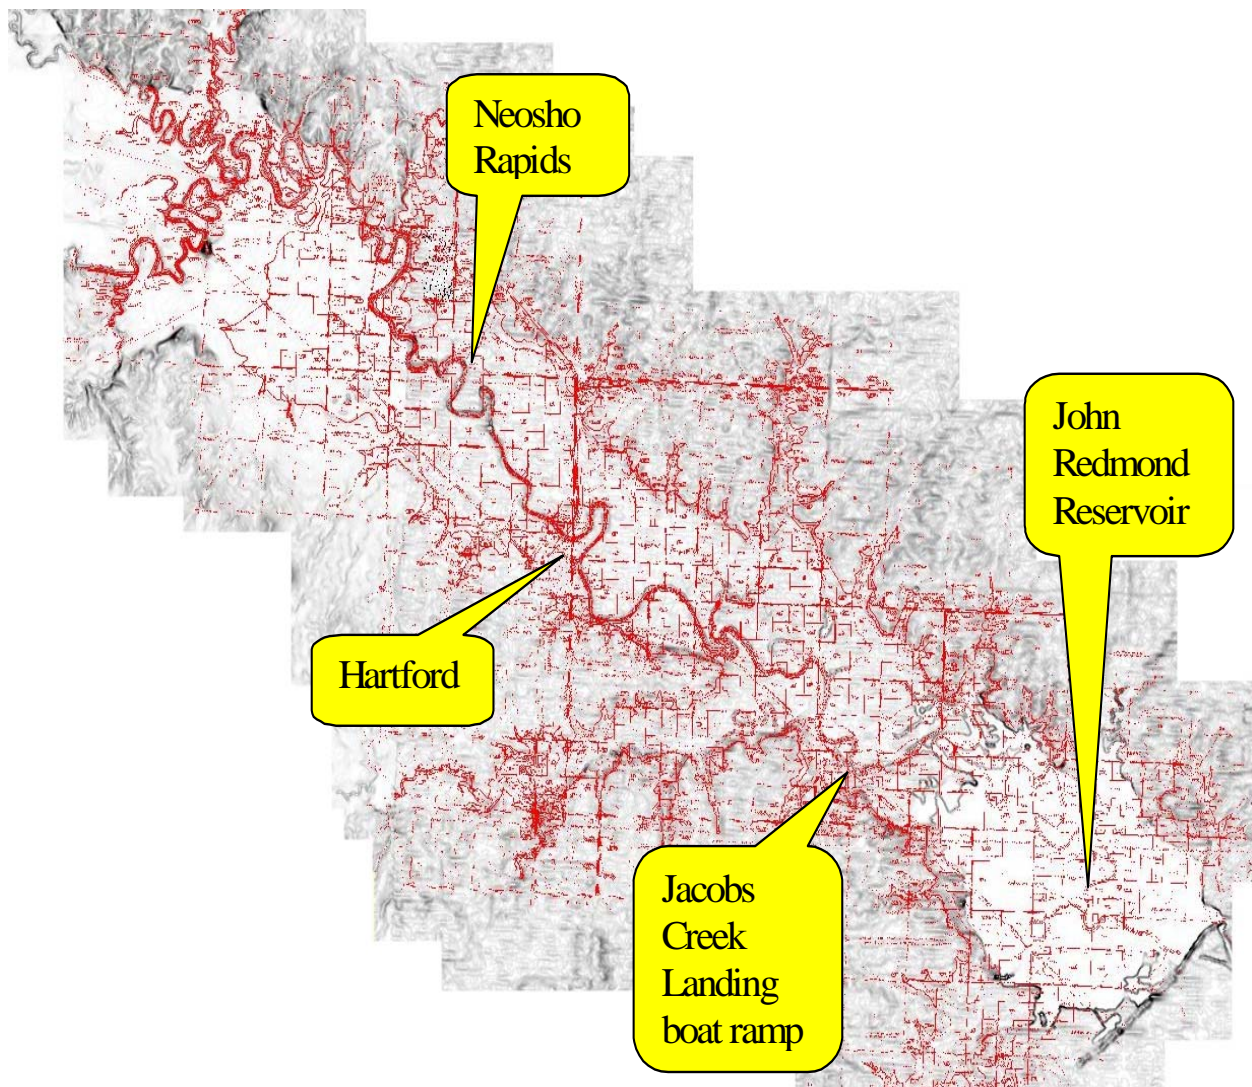 Neosho
Rapids
John
Redmond
Reservoir
Hartford
Jacobs
Creek
Landing
boat ramp